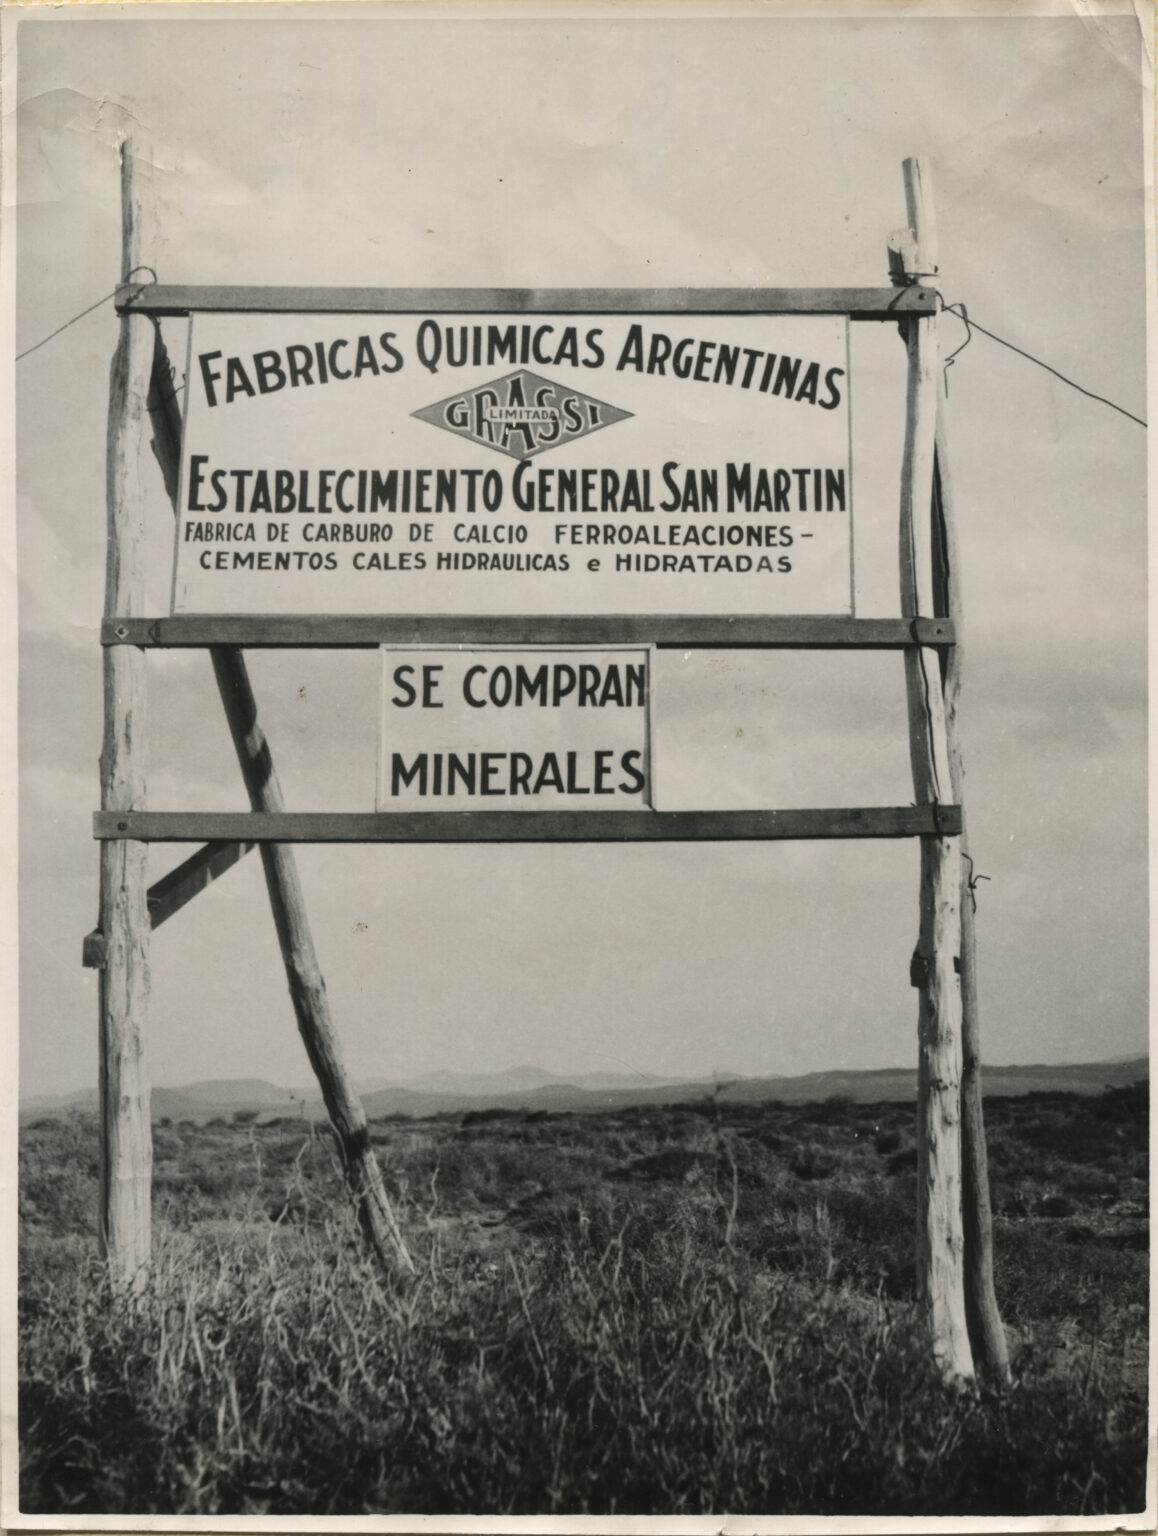 FABRICAS QUIMICAS ARGENTINAS
GRASSI
LIMITADA
ESTABLECIMIENTO GENERAL SAN MARTIN
FABRICA DE CARBURO DE CALCIO FERROALEACIONES -
CEMENTOS CALES HIDRAULICAS e HIDRATADAS
SE COMPRAN
MINERALES